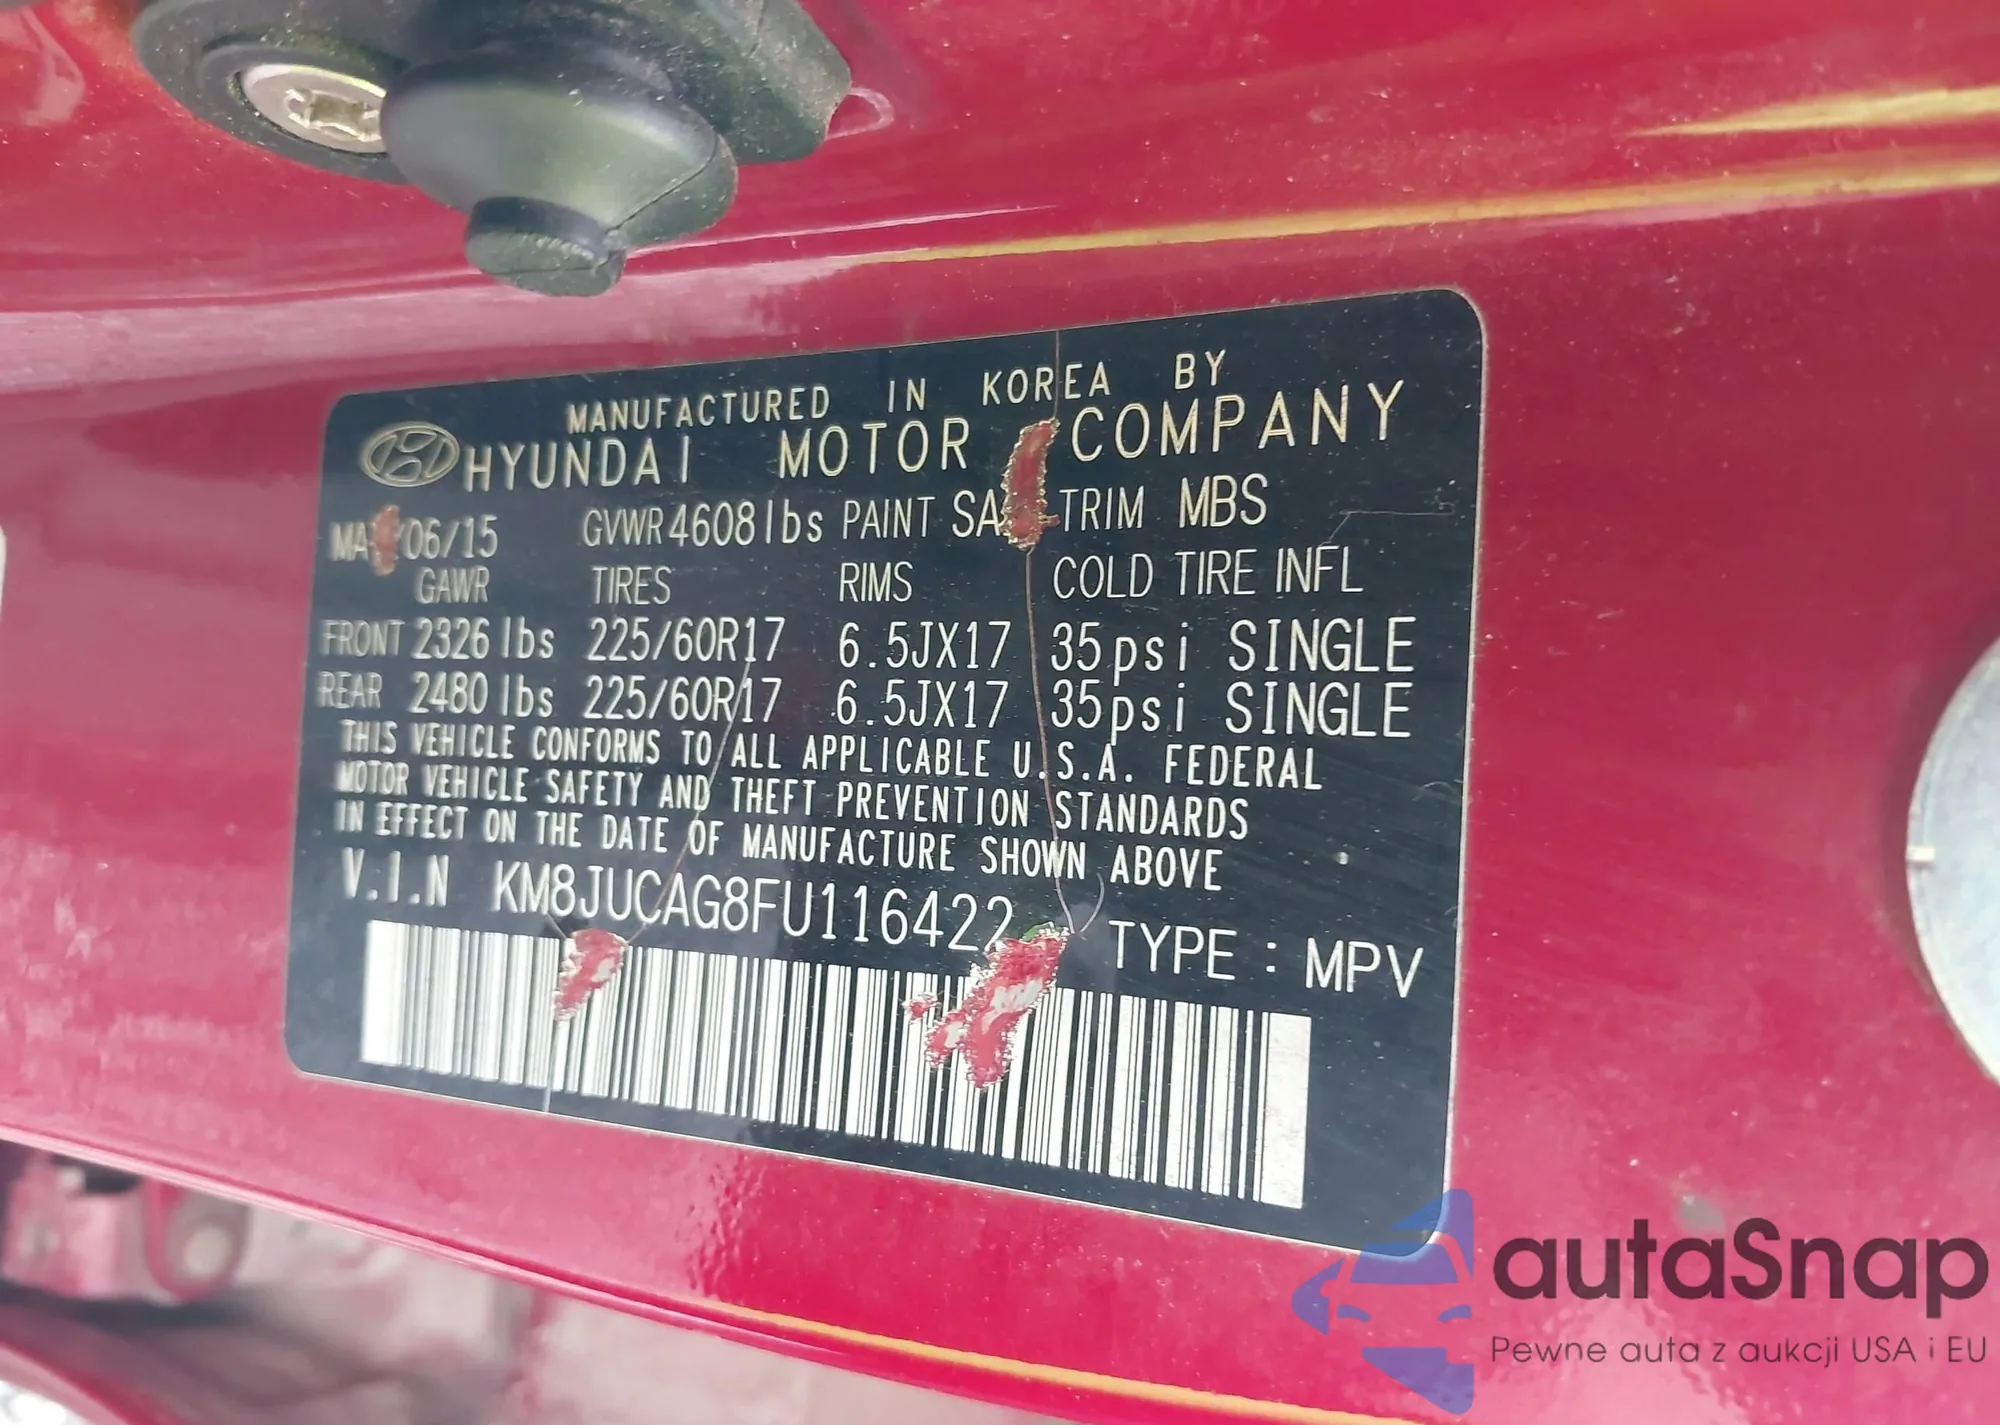 MANUFACTURED IN KOREA BY
HYUNDAI MOTOR COMPANY
06/15 GVWR 4608 lbs PAINT TRIM MBS
GAWR TIRES RIMS COLD TIRE INFL
FRONT 2326 lbs 225/60R17 6.5JX17 35psi SINGLE
REAR 2480 lbs 225/60R17 6.5JX17 35psi SINGLE
THIS VEHICLE CONFORMS TO ALL APPLICABLE U.S.A. FEDERAL
MOTOR VEHICLE SAFETY AND THEFT PREVENTION STANDARDS
IN EFFECT ON THE DATE OF MANUFACTURE SHOWN ABOVE
V.I.N KM8JUCAG8FU116422 TYPE : MPV
autaSnap
Pewne auta z aukcji USA i EU